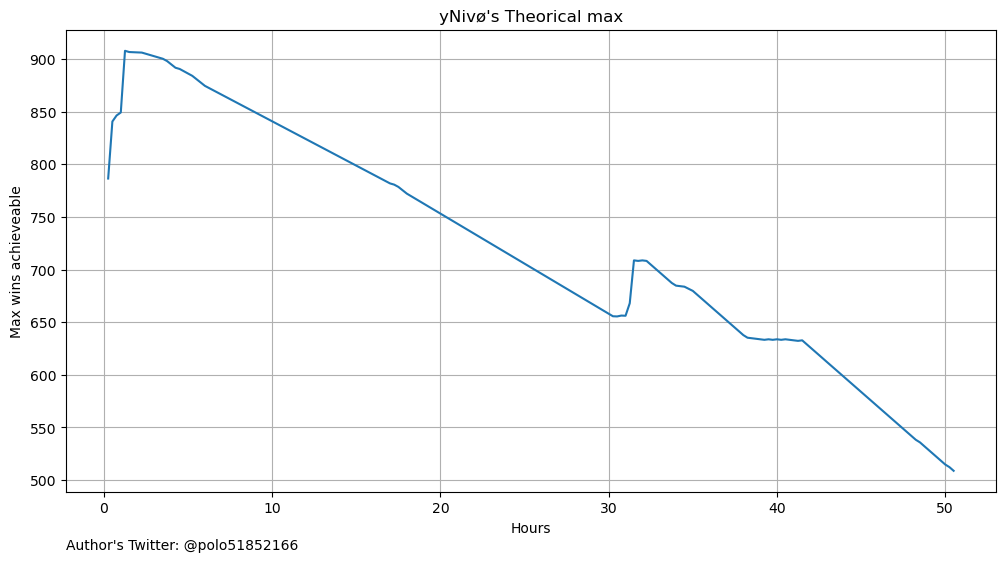 yNivø's Theorical max
Max wins achieveable
900
850
800
750
700
650
600
550
500
0 10 20 30 40 50
Hours
Author's Twitter: @polo51852166